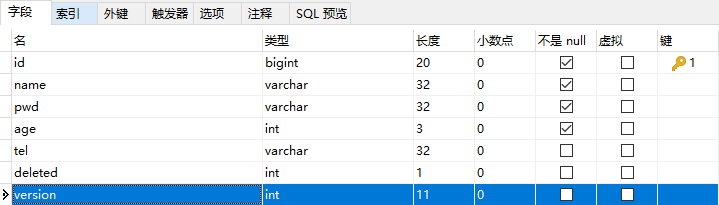 字段 索引 外键 触发器 选项 注释 SQL 预览
名 类型 长度 小数点 不是 null 虚拟 键
id bigint 20 0 1
name varchar 32 0
pwd varchar 32 0
age int 3 0
tel varchar 32 0
deleted int 1 0
version int 11 0